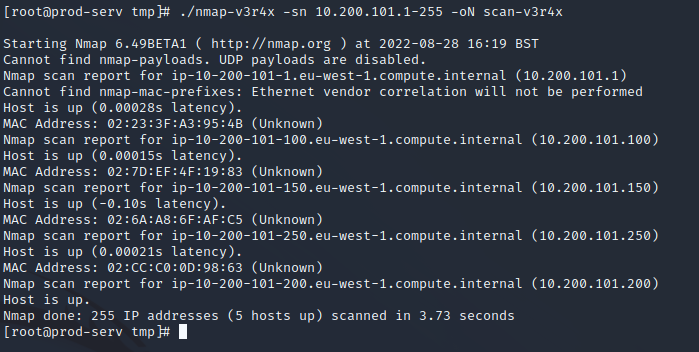 [root@prod-serv tmp]# ./nmap-v3r4x -sn 10.200.101.1-255 -oN scan-v3r4x
Starting Nmap 6.49BETA1 ( http://nmap.org ) at 2022-08-28 16:19 BST
Cannot find nmap-payloads. UDP payloads are disabled.
Nmap scan report for ip-10-200-101-1.eu-west-1.compute.internal (10.200.101.1)
Cannot find nmap-mac-prefixes: Ethernet vendor correlation will not be performed
Host is up (0.00028s latency).
MAC Address: 02:23:3F:A3:95:4B (Unknown)
Nmap scan report for ip-10-200-101-100.eu-west-1.compute.internal (10.200.101.100)
Host is up (0.00015s latency).
MAC Address: 02:7D:EF:4F:19:83 (Unknown)
Nmap scan report for ip-10-200-101-150.eu-west-1.compute.internal (10.200.101.150)
Host is up (-0.10s latency).
MAC Address: 02:6A:A8:6F:AF:C5 (Unknown)
Nmap scan report for ip-10-200-101-250.eu-west-1.compute.internal (10.200.101.250)
Host is up (0.00021s latency).
MAC Address: 02:CC:C0:0D:98:63 (Unknown)
Nmap scan report for ip-10-200-101-200.eu-west-1.compute.internal (10.200.101.200)
Host is up.
Nmap done: 255 IP addresses (5 hosts up) scanned in 3.73 seconds
[root@prod-serv tmp]#